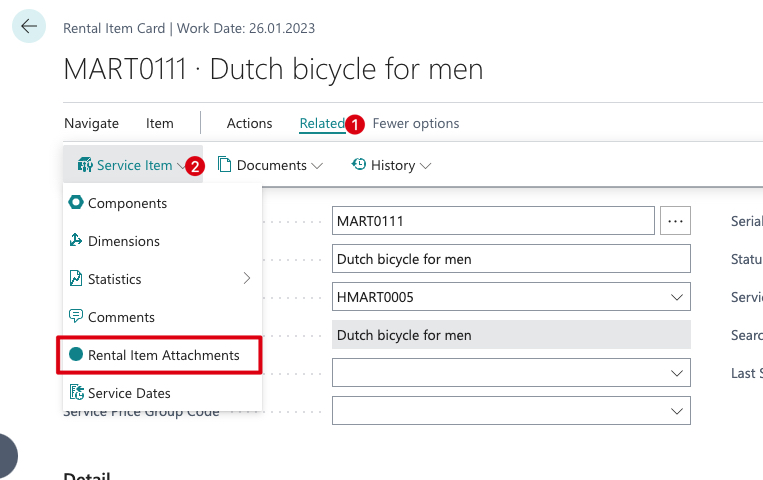 Rental Item Card | Work Date: 26.01.2023
MART0111 · Dutch bicycle for men
Navigate Item Actions Related 1 Fewer options
Service Item 2 Documents History
Components
MART0111 ...
Dimensions
Dutch bicycle for men
Statistics
HMART0005
Comments
Dutch bicycle for men
Rental Item Attachments
Service Dates
Service Price Group Code
Serial
Statu
Servi
Searc
Last S
Detail